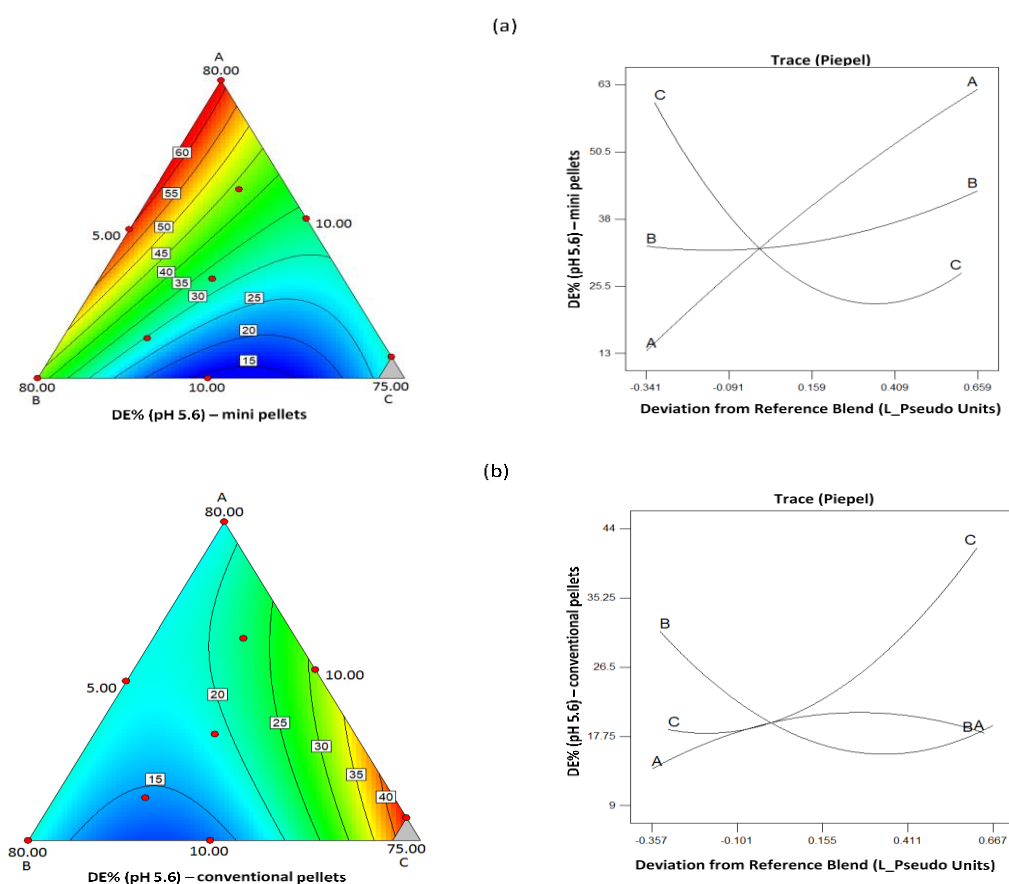 (a)
A
80.00
60
55
50
45
40
35
30
25
20
15
5.00
10.00
80.00
B
10.00
75.00
C
DE% (pH 5.6) – mini pellets
Trace (Piepel)
DE% (pH 5.6) – mini pellets
63
50.5
38
25.5
13
C
A
B
B
C
A
-0.341
-0.091
0.159
0.409
0.659
Deviation from Reference Blend (L_Pseudo Units)
(b)
A
80.00
5.00
10.00
20
25
30
35
40
15
80.00
B
10.00
75.00
C
DE% (pH 5.6) – conventional pellets
Trace (Piepel)
DE% (pH 5.6) – conventional pellets
44
35.25
26.5
17.75
9
C
B
C
BA
A
-0.357
-0.101
0.155
0.411
0.667
Deviation from Reference Blend (L_Pseudo Units)